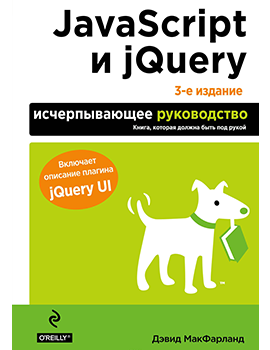 JavaScript
и jQuery
3-е издание
исчерпывающее руководство
Книга, которая должна быть под рукой
Включает
описание плагина
jQuery UI
O'REILLY®
Дэвид МакФарланд